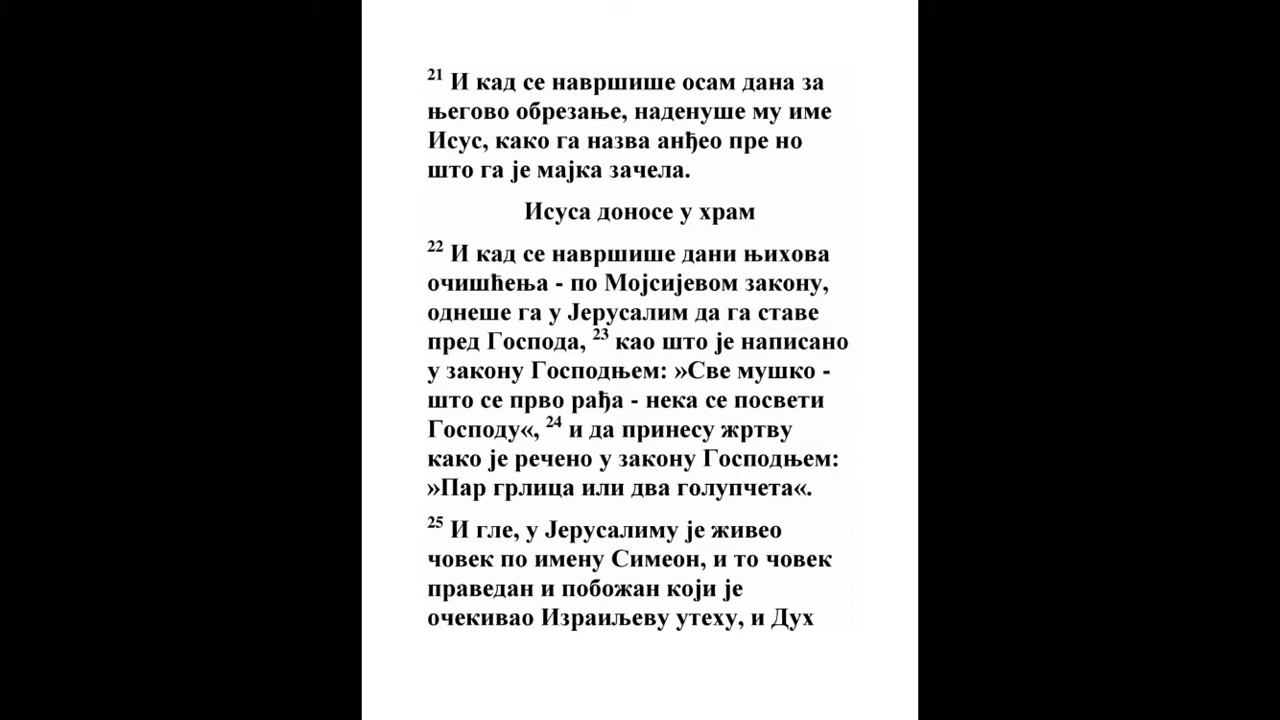 21 И кад се навршише осам дана за
његово обрезање, наденуше му име
Исус, како га назва анђео пре но
што га је мајка зачела.
Исуса доносе у храм
22 И кад се навршише дани њихова
очишћења - по Мојсијевом закону,
однеше га у Јерусалим да га ставе
пред Господа, 23 као што је написано
у закону Господњем: »Све мушко -
што се прво рађа - нека се посвети
Господу«, 24 и да принесу жртву
како је речено у закону Господњем:
»Пар грлица или два голупчета«.
25 И гле, у Јерусалиму је живео
човек по имену Симеон, и то човек
праведан и побожан који је
очекивао Израиљеву утеху, и Дух